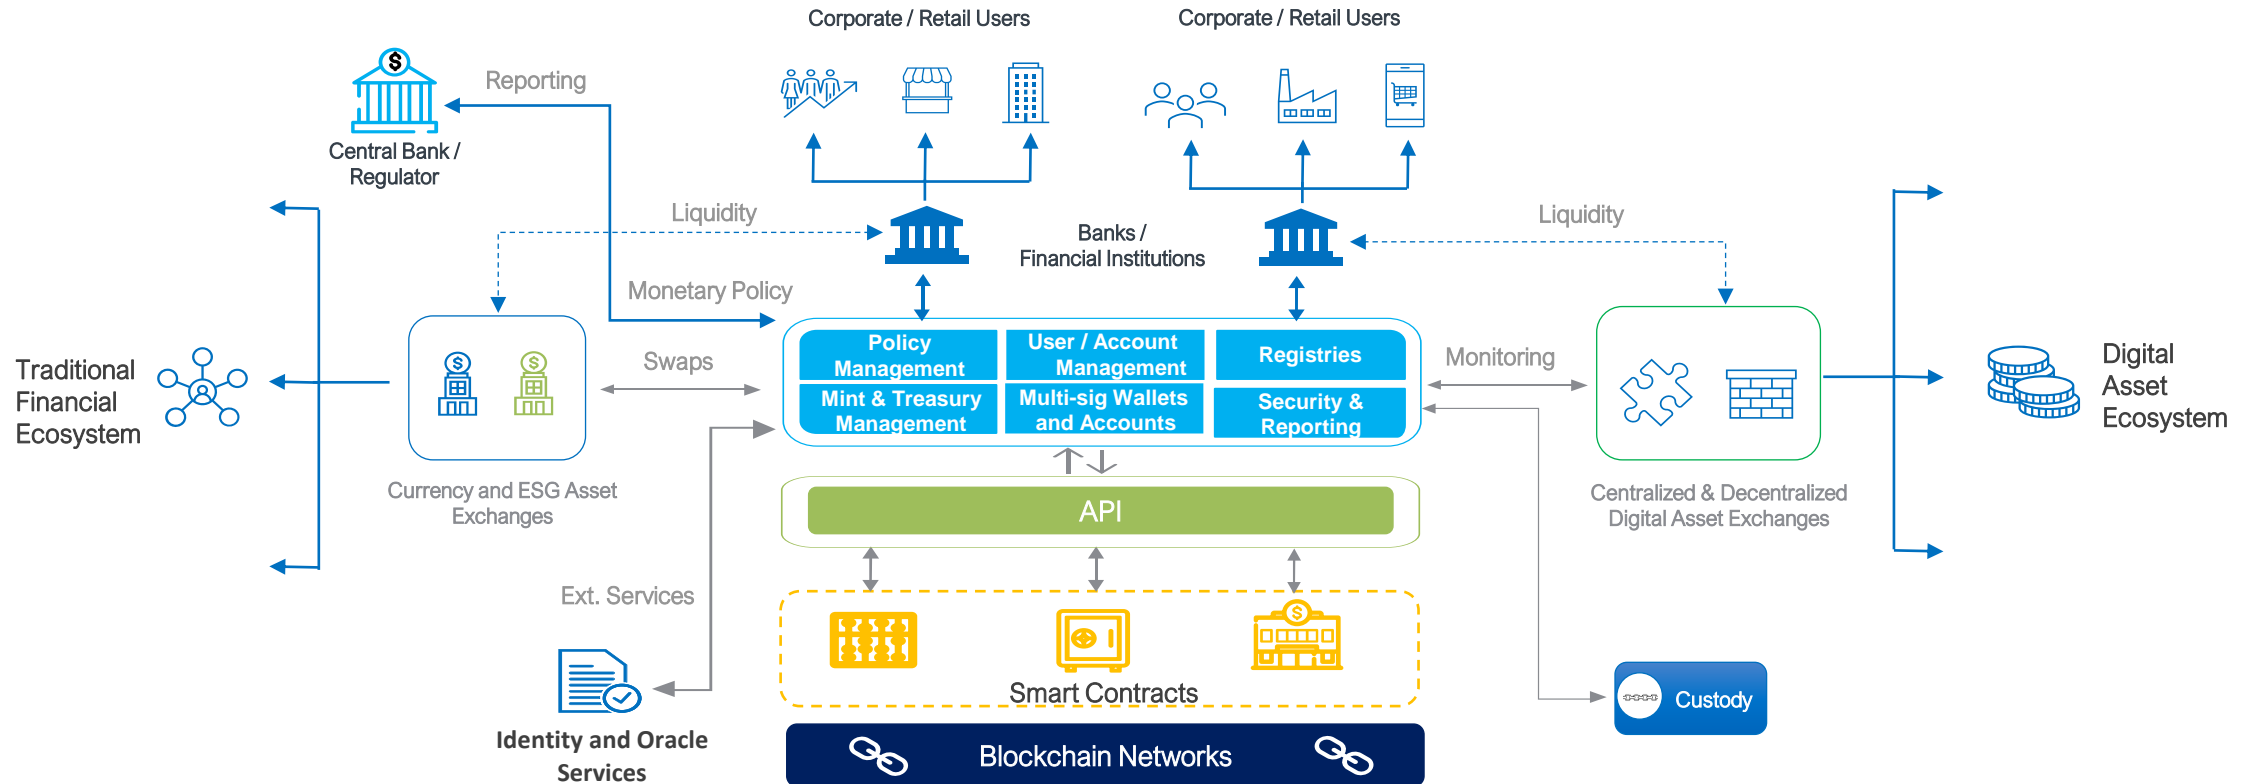 Corporate / Retail Users
Corporate / Retail Users
$
Reporting
Central Bank /
Regulator
Liquidity
Banks /
Financial Institutions
Liquidity
Monetary Policy
Traditional
Financial
Ecosystem
$
$
Swaps
Policy
Management
User / Account
Management
Registries
Mint & Treasury
Management
Multi-sig Wallets
and Accounts
Security &
Reporting
Monitoring
Digital
Asset
Ecosystem
Currency and ESG Asset
Exchanges
API
Centralized & Decentralized
Digital Asset Exchanges
Ext. Services
$
Smart Contracts
Custody
Identity and Oracle
Services
Blockchain Networks